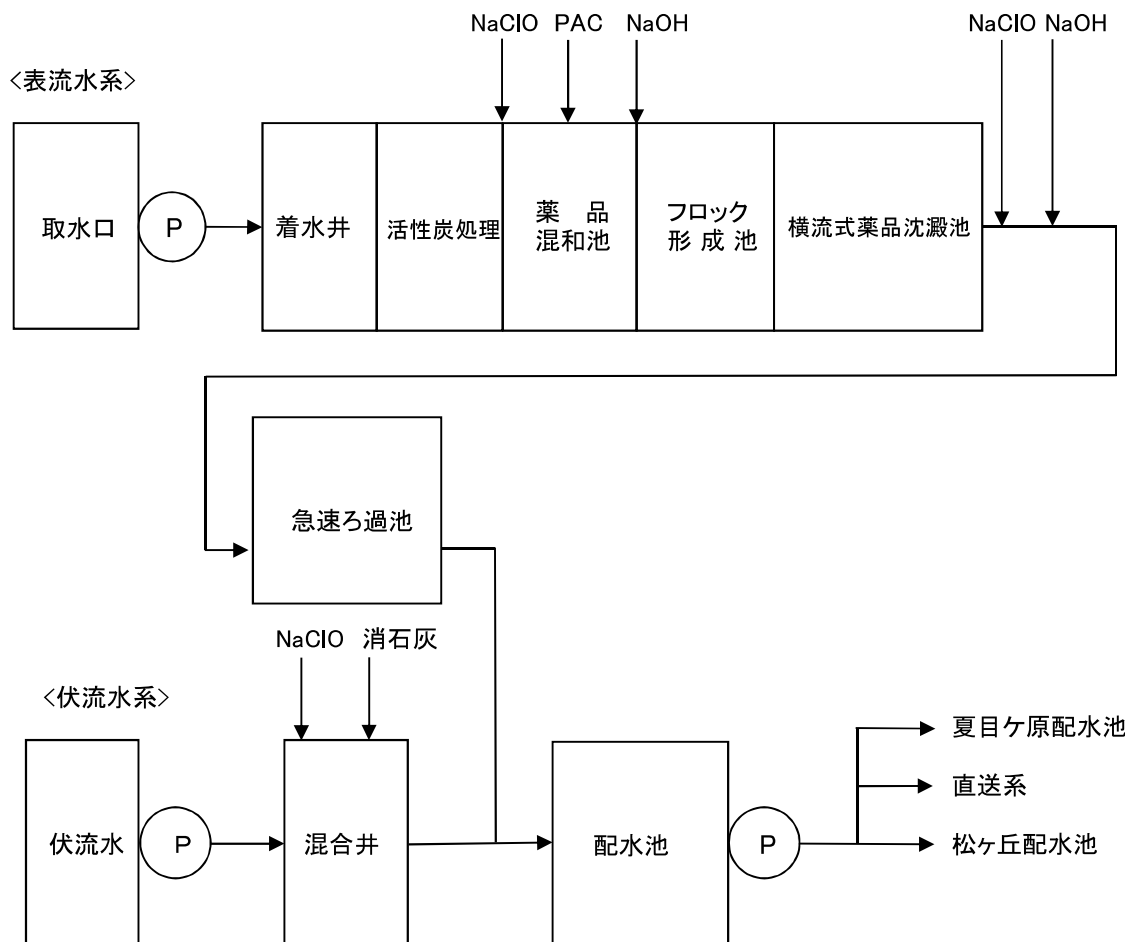 NaClO PAC NaOH
NaClO NaOH
<表流水系>
取水口
P
着水井
活性炭処理
薬 品
混和池
フロック
形 成 池
横流式薬品沈澱池
急速ろ過池
NaClO 消石灰
<伏流水系>
伏流水
P
混合井
配水池
P
夏目ケ原配水池
直送系
松ヶ丘配水池